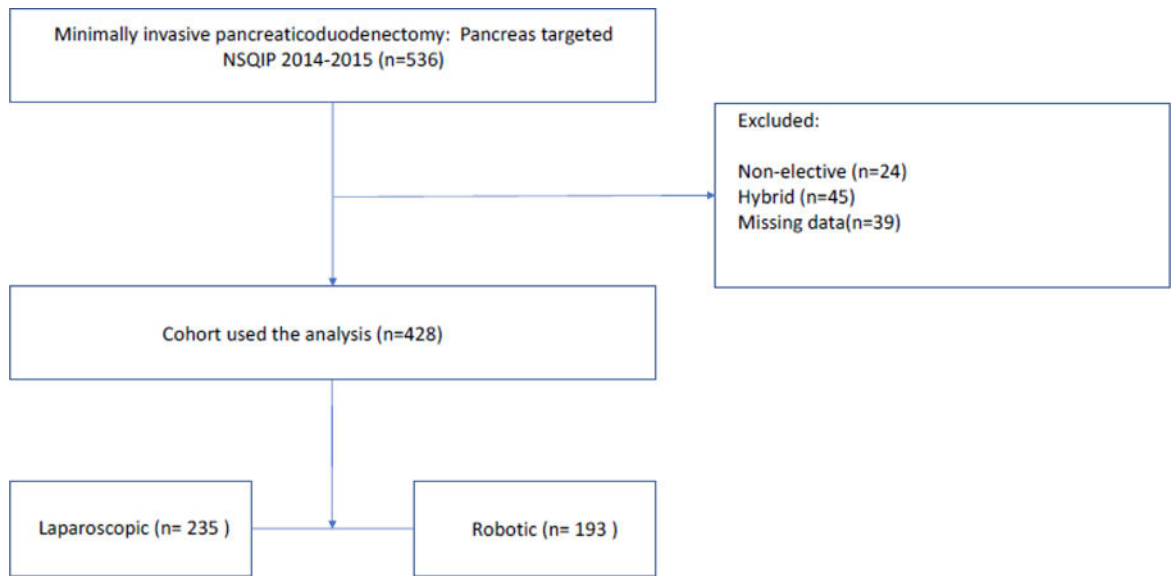 Minimally invasive pancreaticoduodenectomy: Pancreas targeted
NSQIP 2014-2015 (n=536)
Excluded:
Non-elective (n=24)
Hybrid (n=45)
Missing data(n=39)
Cohort used the analysis (n=428)
Laparoscopic (n= 235 )
Robotic (n= 193 )